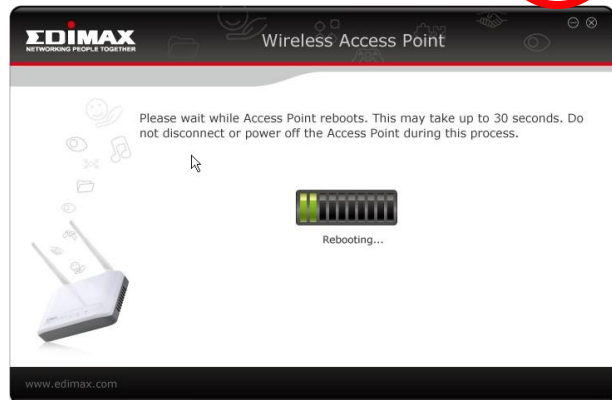 EDIMAX
NETWORKING PEOPLE TOGETHER
Wireless Access Point
Please wait while Access Point reboots. This may take up to 30 seconds. Do
not disconnect or power off the Access Point during this process.
Rebooting...
www.edimax.com